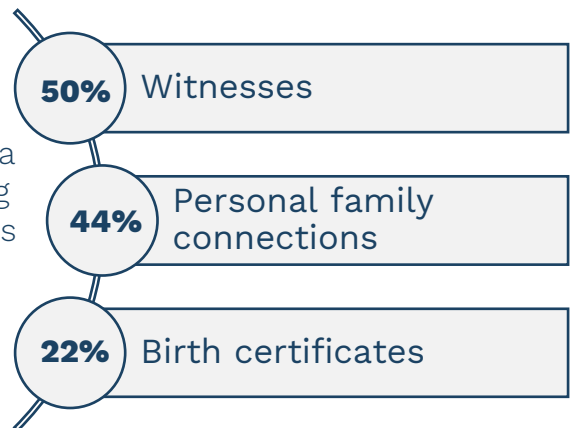 50% Witnesses
a
g
s
44% Personal family
connections
22% Birth certificates